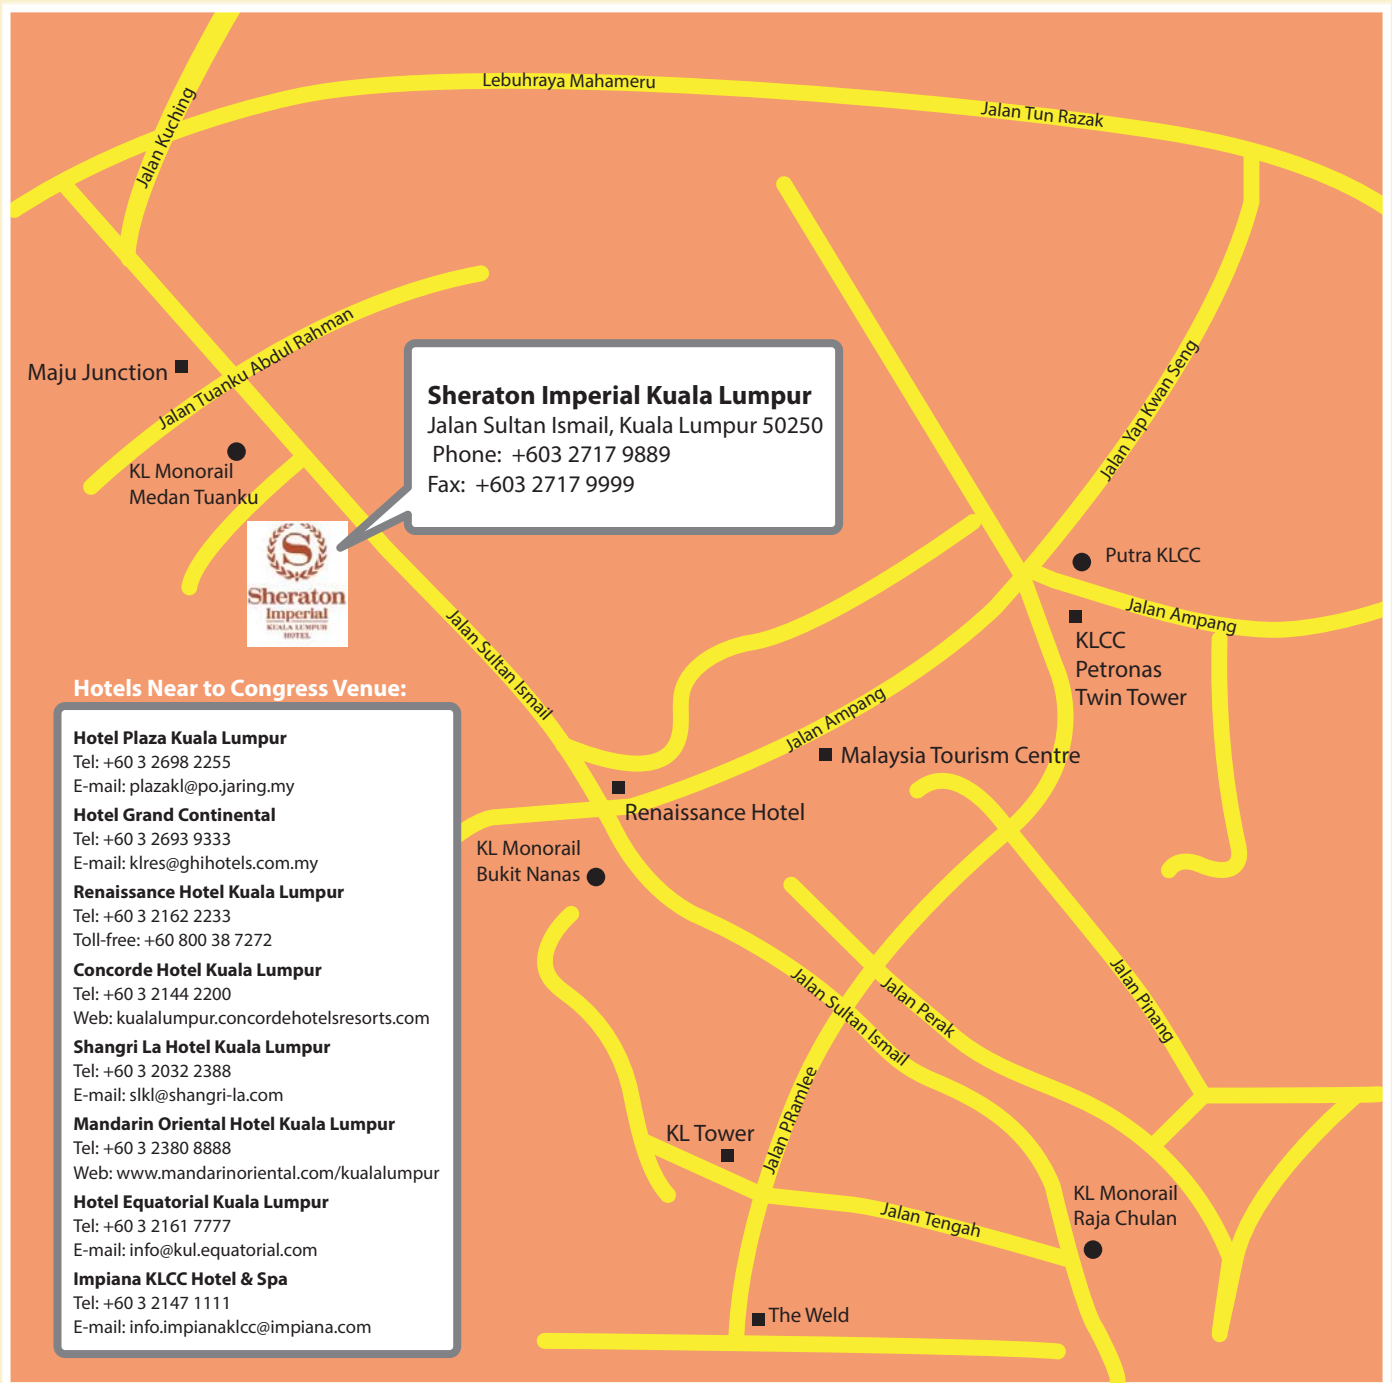 Lebuhraya Mahameru
Jalan Tun Razak
Jalan Kuching
Jalan Tuanku Abdul Rahman
Maju Junction
Jalan Yap Kwan Seng
Sheraton Imperial Kuala Lumpur
Jalan Sultan Ismail, Kuala Lumpur 50250
Phone: +603 2717 9889
Fax: +603 2717 9999
KL Monorail
Medan Tuanku
S
Sheraton
Imperial
KUALA LUMPUR
HOTEL
Putra KLCC
Jalan Ampang
KLCC
Petronas
Twin Tower
Jalan Sultan Ismail
Jalan Ampang
Malaysia Tourism Centre
Renaissance Hotel
KL Monorail
Bukit Nanas
Hotels Near to Congress Venue:
Hotel Plaza Kuala Lumpur
Tel: +60 3 2698 2255
E-mail: plazakl@po.jaring.my
Hotel Grand Continental
Tel: +60 3 2693 9333
E-mail: klres@ghihotels.com.my
Renaissance Hotel Kuala Lumpur
Tel: +60 3 2162 2233
Toll-free: +60 800 38 7272
Concorde Hotel Kuala Lumpur
Tel: +60 3 2144 2200
Web: kualalumpur.concordehotelsresorts.com
Shangri La Hotel Kuala Lumpur
Tel: +60 3 2032 2388
E-mail: slkl@shangri-la.com
Mandarin Oriental Hotel Kuala Lumpur
Tel: +60 3 2380 8888
Web: www.mandarinoriental.com/kualalumpur
Hotel Equatorial Kuala Lumpur
Tel: +60 3 2161 7777
E-mail: info@kul.equatorial.com
Impiana KLCC Hotel & Spa
Tel: +60 3 2147 1111
E-mail: info.impianaklcc@impiana.com
Jalan Sultan Ismail
Jalan Perak
Jalan Pinang
Jalan P.Ramlee
KL Tower
Jalan Tengah
KL Monorail
Raja Chulan
The Weld